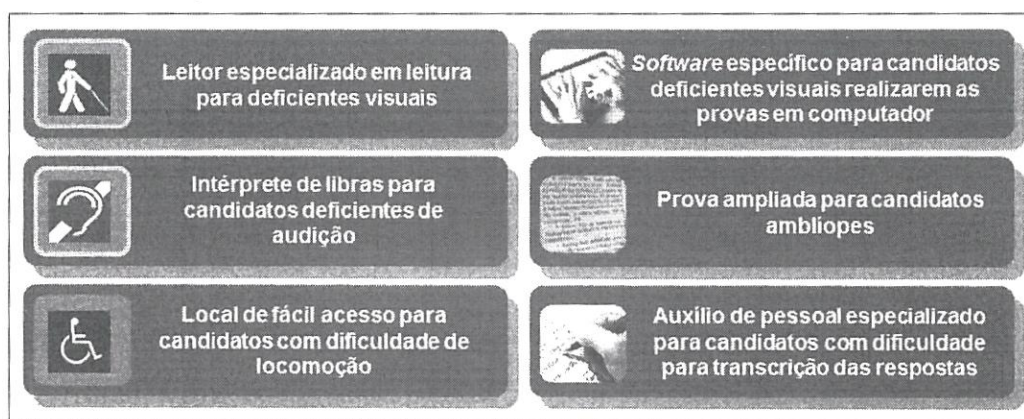 Leitor especializado em leitura
para deficientes visuais
Software específico para candidatos
deficientes visuais realizarem as
provas em computador
Intérprete de libras para
candidatos deficientes de
audição
Prova ampliada para candidatos
amblíopes
Local de fácil acesso para
candidatos com dificuldade de
locomoção
Auxílio de pessoal especializado
para candidatos com dificuldade
para transcrição das respostas